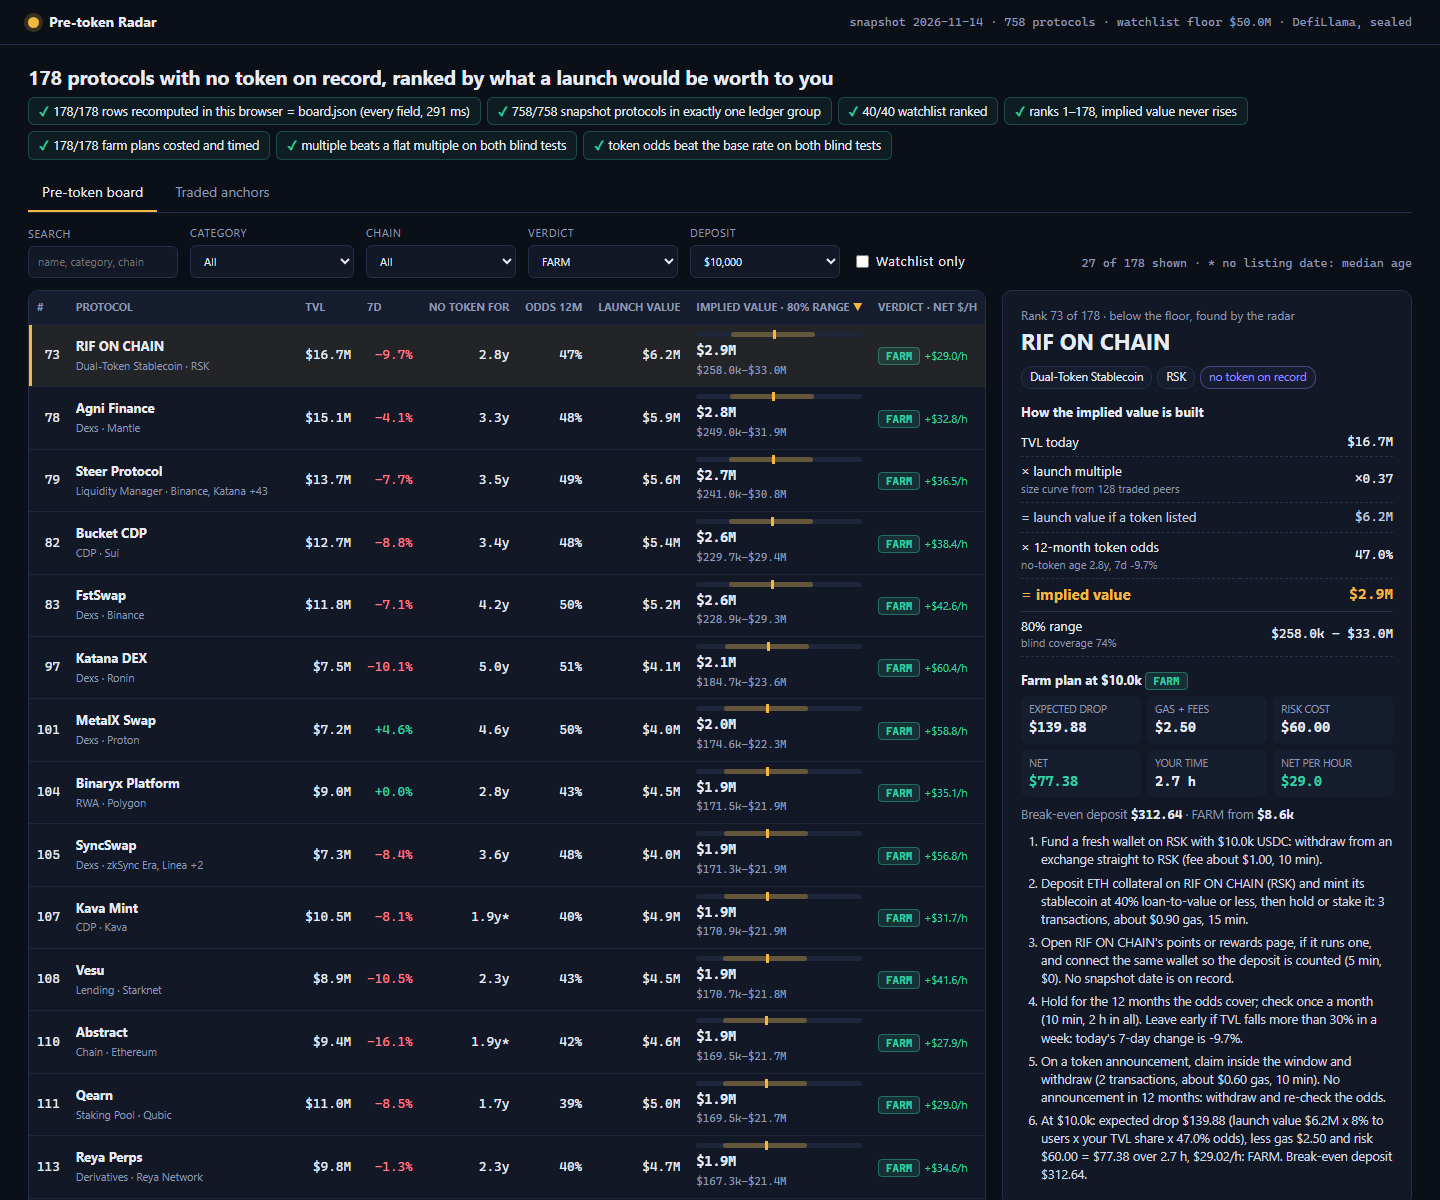 Pre-token Radar
snapshot 2026-11-14 · 758 protocols · watchlist floor $50.0M · DefiLlama, sealed
178 protocols with no token on record, ranked by what a launch would be worth to you
✓ 178/178 rows recomputed in this browser = board.json (every field, 291 ms)
✓ 758/758 snapshot protocols in exactly one ledger group
✓ 40/40 watchlist ranked
✓ ranks 1–178, implied value never rises
✓ 178/178 farm plans costed and timed
✓ multiple beats a flat multiple on both blind tests
✓ token odds beat the base rate on both blind tests
Pre-token board
Traded anchors
SEARCH
CATEGORY
CHAIN
VERDICT
DEPOSIT
name, category, chain
All
All
FARM
$10,000
Watchlist only
27 of 178 shown · * no listing date: median age
# PROTOCOL TVL 7D NO TOKEN FOR ODDS 12M LAUNCH VALUE IMPLIED VALUE · 80% RANGE ▼ VERDICT · NET $/H
73 RIF ON CHAIN $16.7M −9.7% 2.8y 47% $6.2M $2.9M FARM +$29.0/h
Dual-Token Stablecoin · RSK $258.0k–$33.0M
78 Agni Finance $15.1M −4.1% 3.3y 48% $5.9M $2.8M FARM +$32.8/h
Dexs · Mantle $249.0k–$31.9M
79 Steer Protocol $13.7M −7.7% 3.5y 49% $5.6M $2.7M FARM +$36.5/h
Liquidity Manager · Binance, Katana +43 $241.0k–$30.8M
82 Bucket CDP $12.7M −8.8% 3.4y 48% $5.4M $2.6M FARM +$38.4/h
CDP · Sui $229.7k–$29.4M
83 FstSwap $11.8M −7.1% 4.2y 50% $5.2M $2.6M FARM +$42.6/h
Dexs · Binance $228.9k–$29.3M
97 Katana DEX $7.5M −10.1% 5.0y 51% $4.1M $2.1M FARM +$60.4/h
Dexs · Ronin $184.7k–$23.6M
101 MetalX Swap $7.2M +4.6% 4.6y 50% $4.0M $2.0M FARM +$58.8/h
Dexs · Proton $174.6k–$22.3M
104 Binaryx Platform $9.0M +0.0% 2.8y 43% $4.5M $1.9M FARM +$35.1/h
RWA · Polygon $171.5k–$21.9M
105 SyncSwap $7.3M −8.4% 3.6y 48% $4.0M $1.9M FARM +$56.8/h
Dexs · zkSync Era, Linea +2 $171.3k–$21.9M
107 Kava Mint $10.5M −8.1% 1.9y* 40% $4.9M $1.9M FARM +$31.7/h
CDP · Kava $170.9k–$21.9M
108 Vesu $8.9M −10.5% 2.3y 43% $4.5M $1.9M FARM +$41.6/h
Lending · Starknet $170.7k–$21.8M
110 Abstract $9.4M −16.1% 1.9y* 42% $4.6M $1.9M FARM +$27.9/h
Chain · Ethereum $169.5k–$21.7M
111 Qearn $11.0M −8.5% 1.7y 39% $5.0M $1.9M FARM +$29.0/h
Staking Pool · Qubic $169.5k–$21.7M
113 Reya Perps $9.8M −1.3% 2.3y 40% $4.7M $1.9M FARM +$34.6/h
Derivatives · Reya Network $167.3k–$21.4M
Rank 73 of 178 · below the floor, found by the radar
RIF ON CHAIN
Dual-Token Stablecoin RSK no token on record
How the implied value is built
TVL today $16.7M
× launch multiple ×0.37
size curve from 128 traded peers
= launch value if a token listed $6.2M
× 12-month token odds 47.0%
no-token age 2.8y, 7d -9.7%
= implied value $2.9M
80% range $258.0k – $33.0M
blind coverage 74%
Farm plan at $10.0k FARM
EXPECTED DROP GAS + FEES RISK COST
$139.88 $2.50 $60.00
NET YOUR TIME NET PER HOUR
$77.38 2.7 h $29.0
Break-even deposit $312.64 · FARM from $8.6k
1. Fund a fresh wallet on RSK with $10.0k USDC: withdraw from an
exchange straight to RSK (fee about $1.00, 10 min).
2. Deposit ETH collateral on RIF ON CHAIN (RSK) and mint its
stablecoin at 40% loan-to-value or less, then hold or stake it: 3
transactions, about $0.90 gas, 15 min.
3. Open RIF ON CHAIN's points or rewards page, if it runs one,
and connect the same wallet so the deposit is counted (5 min,
$0). No snapshot date is on record.
4. Hold for the 12 months the odds cover; check once a month
(10 min, 2 h in all). Leave early if TVL falls more than 30% in a
week: today's 7-day change is -9.7%.
5. On a token announcement, claim inside the window and
withdraw (2 transactions, about $0.60 gas, 10 min). No
announcement in 12 months: withdraw and re-check the odds.
6. At $10.0k: expected drop $139.88 (launch value $6.2M x 8% to
users x your TVL share x 47.0% odds), less gas $2.50 and risk
$60.00 = $77.38 over 2.7 h, $29.02/h: FARM. Break-even deposit
$312.64.